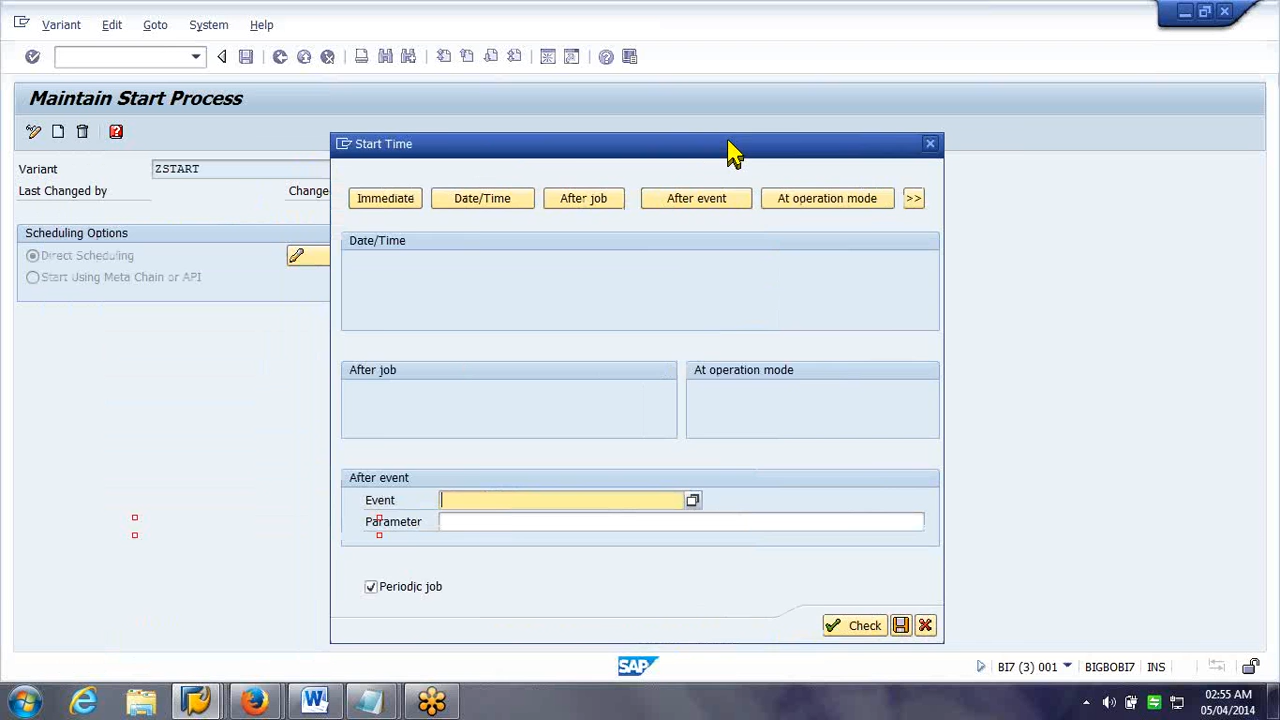 Variant Edit Goto System Help
Maintain Start Process
Variant ZSTART
Last Changed by Change
Scheduling Options
Direct Scheduling
Start Using Meta Chain or API
Start Time
Immediate Date/Time After job After event At operation mode >>
Date/Time
After job At operation mode
After event
Event
Parameter
Periodic job
Check
SAP
BI7 (3) 001 BIGBOBI7 INS
02:55 AM
05/04/2014